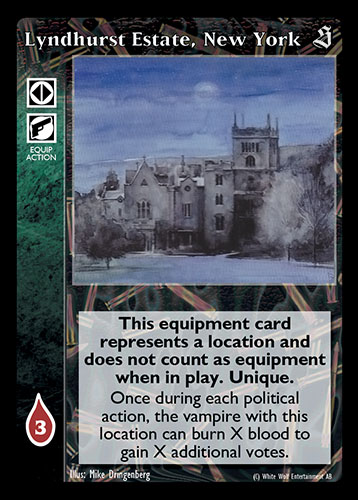 Lyndhurst Estate, New York
EQUIP
ACTION
This equipment card
represents a location and
does not count as equipment
when in play. Unique.
Once during each political
action, the vampire with this
location can burn X blood to
gain X additional votes.
3
Illus: Mike Dringenberg
(C) White Wolf Entertainment AB